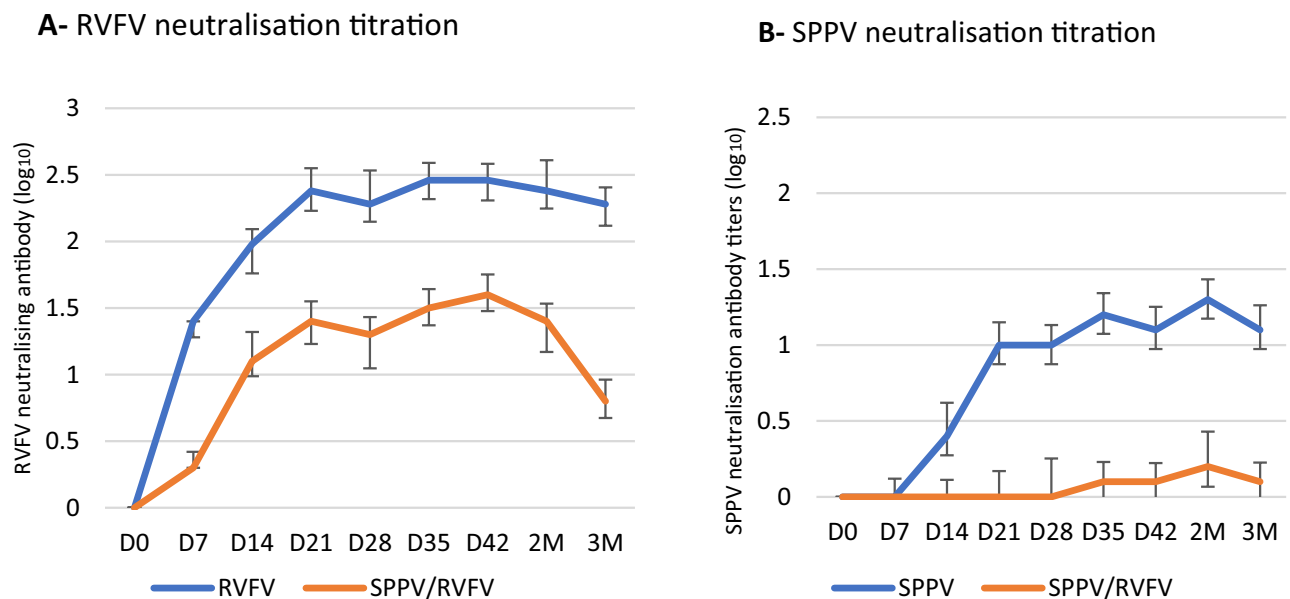 A- RVFV neutralisation titration
RVFV neutralising antibody (log10)
3
2.5
2
1.5
1
0.5
0
D0 D7 D14 D21 D28 D35 D42 2M 3M
RVFV SPPV/RVFV
B- SPPV neutralisation titration
SPPV neutralisation antibody titers (log10)
2.5
2
1.5
1
0.5
0
D0 D7 D14 D21 D28 D35 D42 2M 3M
SPPV SPPV/RVFV